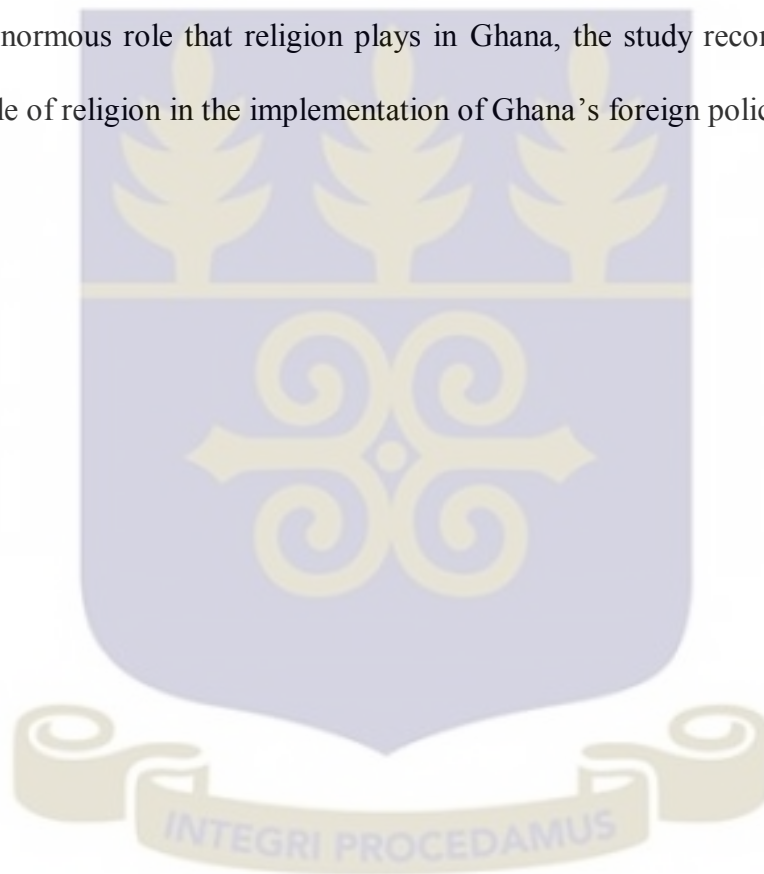 normous role that religion plays in Ghana, the study recor
le of religion in the implementation of Ghana’s foreign polic
INTEGRI PROCEDAMUS